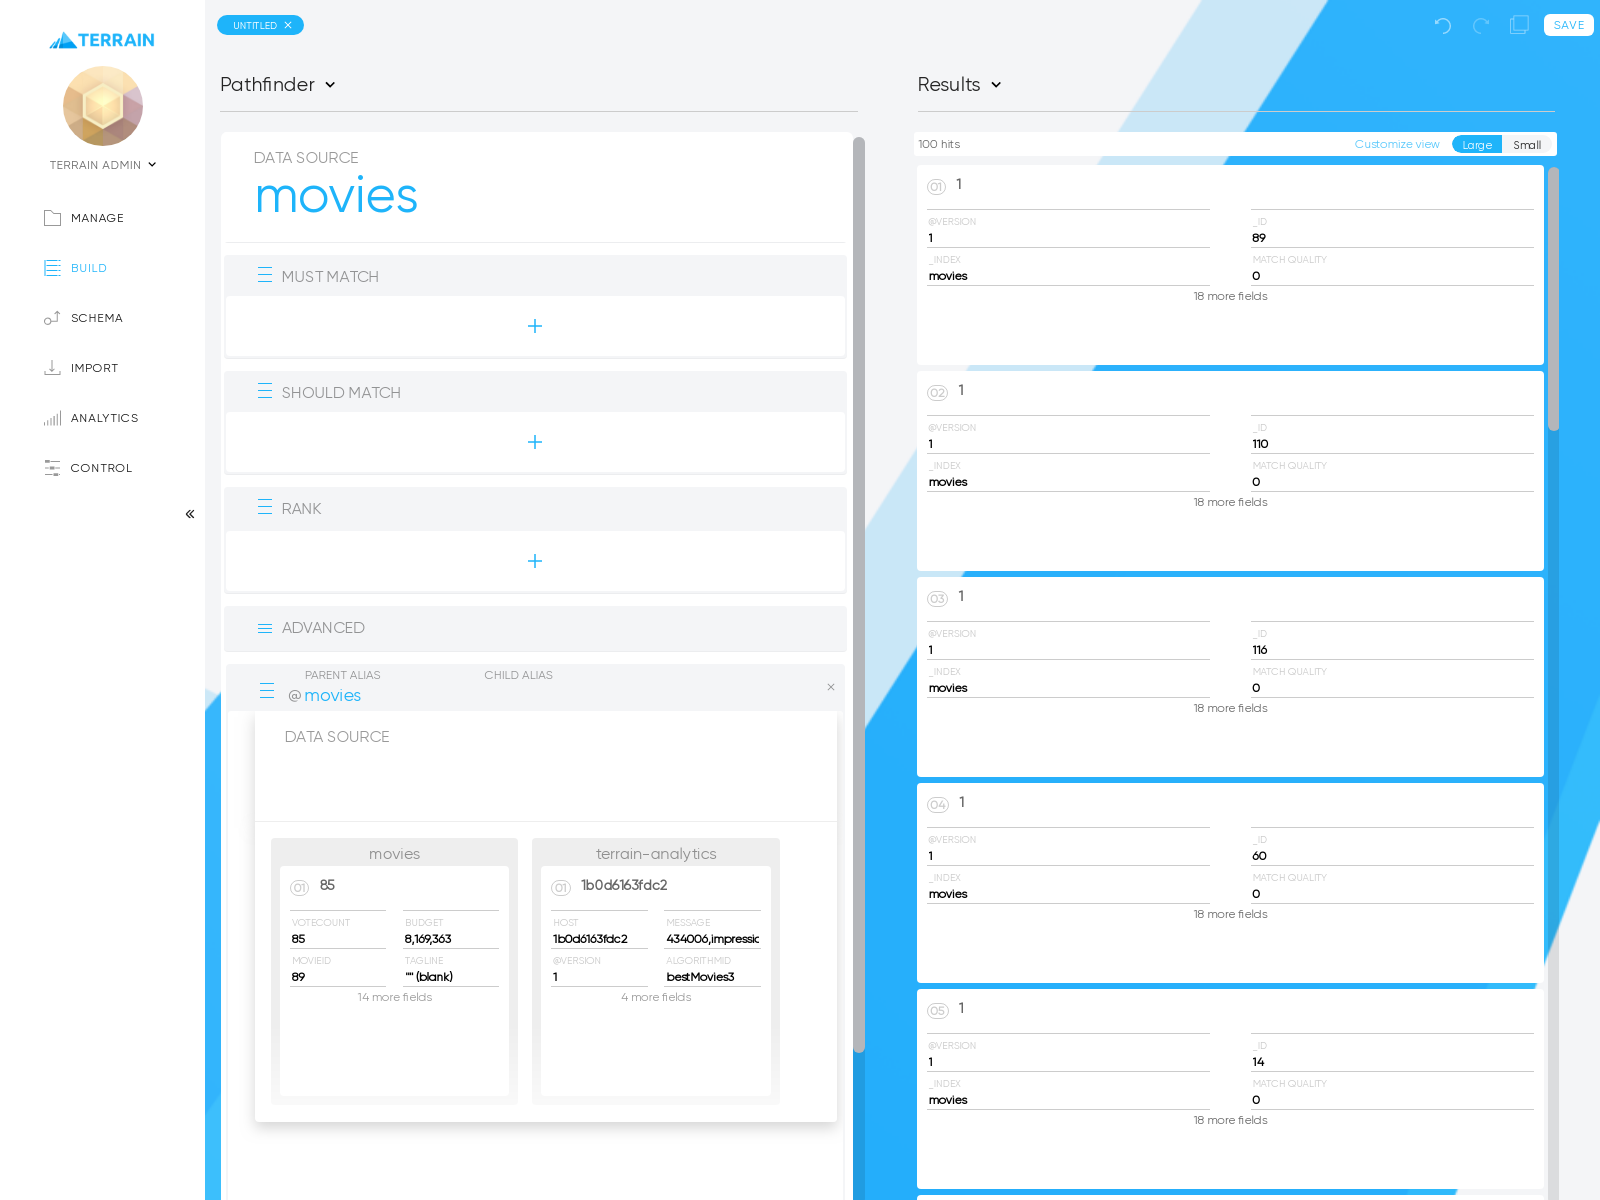 TERRAIN
TERRAIN ADMIN
MANAGE
BUILD
SCHEMA
IMPORT
ANALYTICS
CONTROL
UNTITLED
SAVE
Pathfinder
DATA SOURCE
movies
MUST MATCH
+
SHOULD MATCH
+
RANK
+
ADVANCED
PARENT ALIAS CHILD ALIAS
@ movies
DATA SOURCE
movies
01 85
VOTECOUNT BUDGET
85 8,169,363
MOVIEID TAGLINE
89 "" (blank)
14 more fields
terrain-analytics
01 1b0d6163fdc2
HOST MESSAGE
1b0d6163fdc2 434006,impressic
@VERSION ALGORITHMID
1 bestMovies3
4 more fields
Results
100 hits Customize view Large Small
01 1
@VERSION _ID
1 89
_INDEX MATCH QUALITY
movies 0
18 more fields
02 1
@VERSION _ID
1 110
_INDEX MATCH QUALITY
movies 0
18 more fields
03 1
@VERSION _ID
1 116
_INDEX MATCH QUALITY
movies 0
18 more fields
04 1
@VERSION _ID
1 60
_INDEX MATCH QUALITY
movies 0
18 more fields
05 1
@VERSION _ID
1 14
_INDEX MATCH QUALITY
movies 0
18 more fields